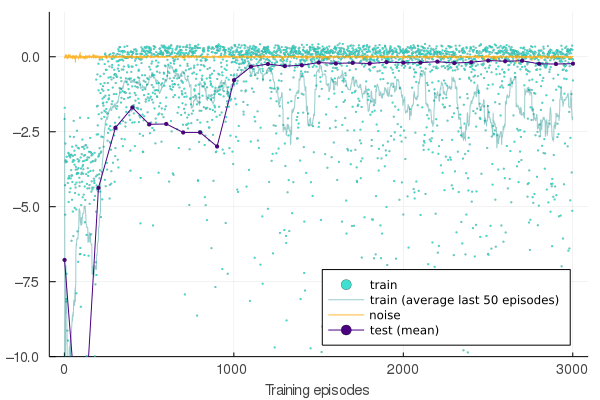 0.0
−2.5
−5.0
−7.5
−10.0
train
train (average last 50 episodes)
noise
test (mean)
0 1000 2000 3000
Training episodes